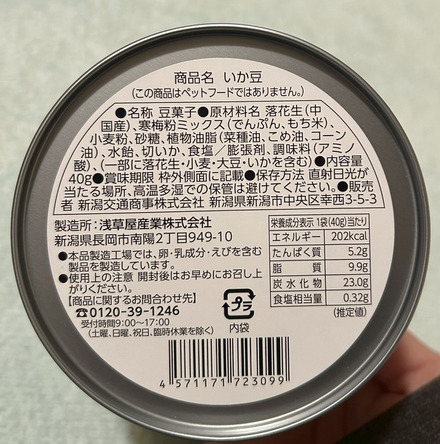 商品名 いか豆
(この商品はペットフードではありません。)
●名称 豆菓子●原材料名 落花生(中
国産)、寒梅粉ミックス(でんぷん、もち米)、
小麦粉、砂糖、植物油脂(菜種油、こめ油、コーン
油)、水飴、切いか、食塩／膨張剤、調味料(アミノ
酸)、(一部に落花生・小麦・大豆・いかを含む)●内容量
40g●賞味期限 枠外側面に記載●保存方法 直射日光が
当たる場所、高温多湿での保管は避けてください。●販売
者 新潟交通商事株式会社 新潟県新潟市中央区幸西3-5-3
製造所：浅草屋産業株式会社
新潟県長岡市南陽2丁目949-10
●本品製造工場では、卵・乳成分・えびを含む
製品を製造しています。
●使用上の注意 開封後はお早めにお召し上
がりください。
【商品に関するお問合わせ先】
☎0120-39-1246
受付時間9:00〜17:00
(土曜、日曜、祝日、臨時休業を除く)
栄養成分表示 1袋(40g)当たり
エネルギー 202kcal
たんぱく質 5.2g
脂質 9.9g
炭水化物 23.0g
食塩相当量 0.32g
(推定値)
プラ
内袋
4 571171 723099